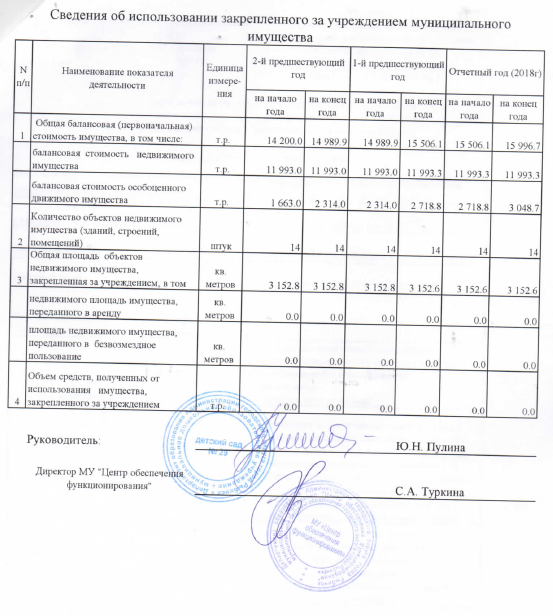 Сведения об использовании закрепленного за учреждением муниципального
имущества
N п/п | Наименование показателя деятельности | Единица измере-ния | 2-й предшествующий год | 1-й предшествующий год | Отчетный год (2018г)
на начало года | на конец года | на начало года | на конец года | на начало года | на конец года
1 | Общая балансовая (первоначальная) стоимость имущества, в том числе: | т.р. | 14 200.0 | 14 989.9 | 14 989.9 | 15 506.1 | 15 506.1 | 15 996.7
балансовая стоимость недвижимого имущества | т.р. | 11 993.0 | 11 993.0 | 11 993.0 | 11 993.3 | 11 993.3 | 11 993.3
балансовая стоимость особоценного движимого имущества | т.р. | 1 663.0 | 2 314.0 | 2 314.0 | 2 718.8 | 2 718.8 | 3 048.7
2 | Количество объектов недвижимого имущества (зданий, строений, помещений) | штук | 14 | 14 | 14 | 14 | 14 | 14
3 | Общая площадь объектов недвижимого имущества, закрепленная за учреждением, в том | кв. метров | 3 152.8 | 3 152.8 | 3 152.8 | 3 152.6 | 3 152.6 | 3 152.6
недвижимого площадь имущества, переданного в аренду | кв. метров | 0.0 | 0.0 | 0.0 | 0.0 | 0.0 | 0.0
площадь недвижимого имущества, переданного в безвозмездное пользование | кв. метров | 0.0 | 0.0 | 0.0 | 0.0 | 0.0 | 0.0
4 | Объем средств, полученных от использования имущества, закрепленного за учреждением | т.р. | 0.0 | 0.0 | 0.0 | 0.0 | 0.0 | 0.0
детский сад
№ 29
Руководитель: Ю.Н. Пулина
Директор МУ "Центр обеспечения
функционирования" С.А. Туркина
МУ «Центр
обеспечения
функционирования»